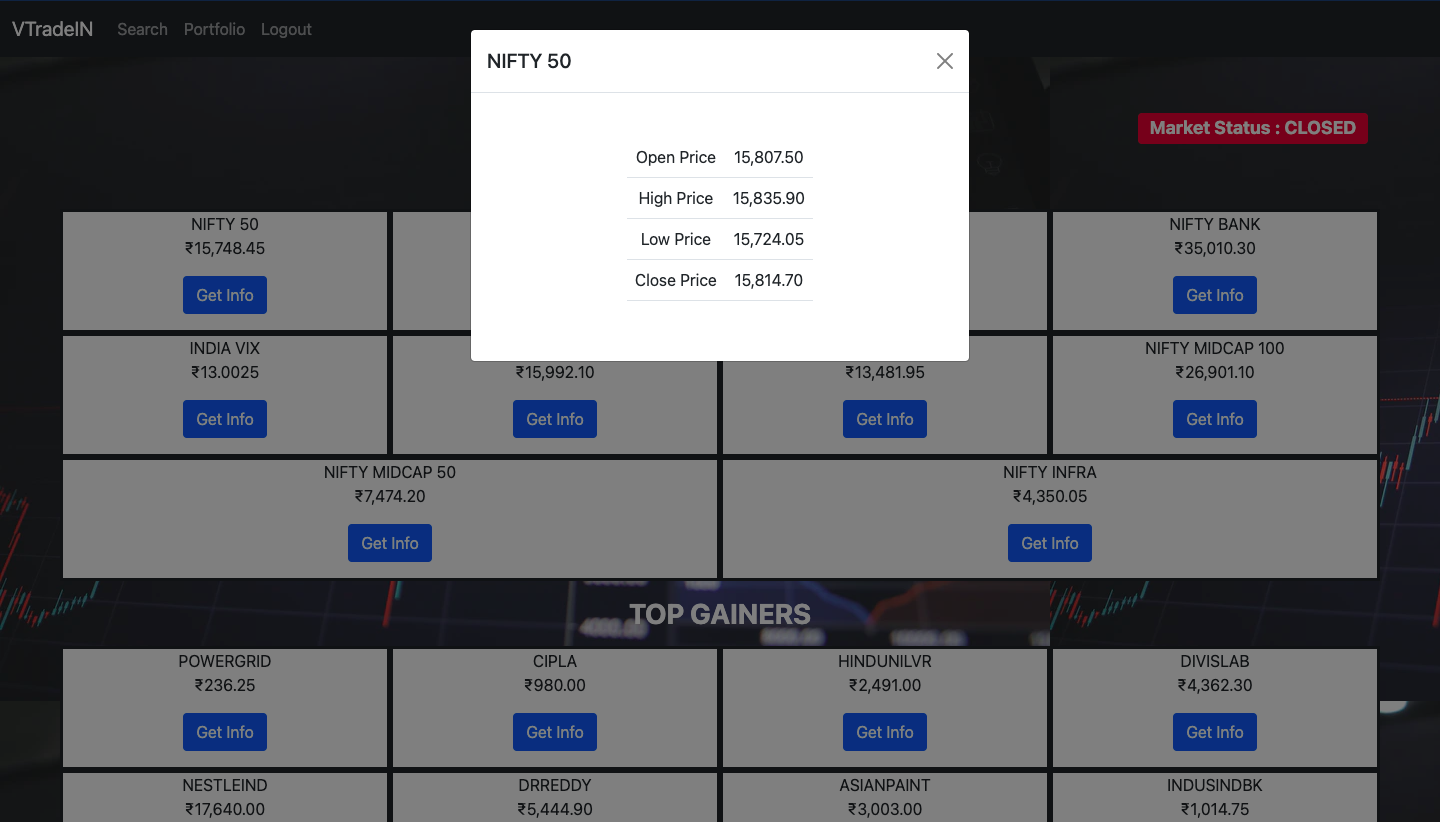 VTradeIN Search Portfolio Logout
NIFTY 50
Market Status : CLOSED
Open Price 15,807.50
High Price 15,835.90
Low Price 15,724.05
Close Price 15,814.70
NIFTY 50 NIFTY BANK
₹15,748.45 ₹35,010.30
Get Info Get Info
INDIA VIX NIFTY MIDCAP 100
₹13.0025 ₹15,992.10 ₹13,481.95 ₹26,901.10
Get Info Get Info Get Info Get Info
NIFTY MIDCAP 50 NIFTY INFRA
₹7,474.20 ₹4,350.05
Get Info Get Info
TOP GAINERS
4000.00
POWERGRID CIPLA HINDUNILVR DIVISLAB
₹236.25 ₹980.00 ₹2,491.00 ₹4,362.30
Get Info Get Info Get Info Get Info
NESTLEIND DRREDDY ASIANPAINT INDUSINDBK
₹17,640.00 ₹5,444.90 ₹3,003.00 ₹1,014.75